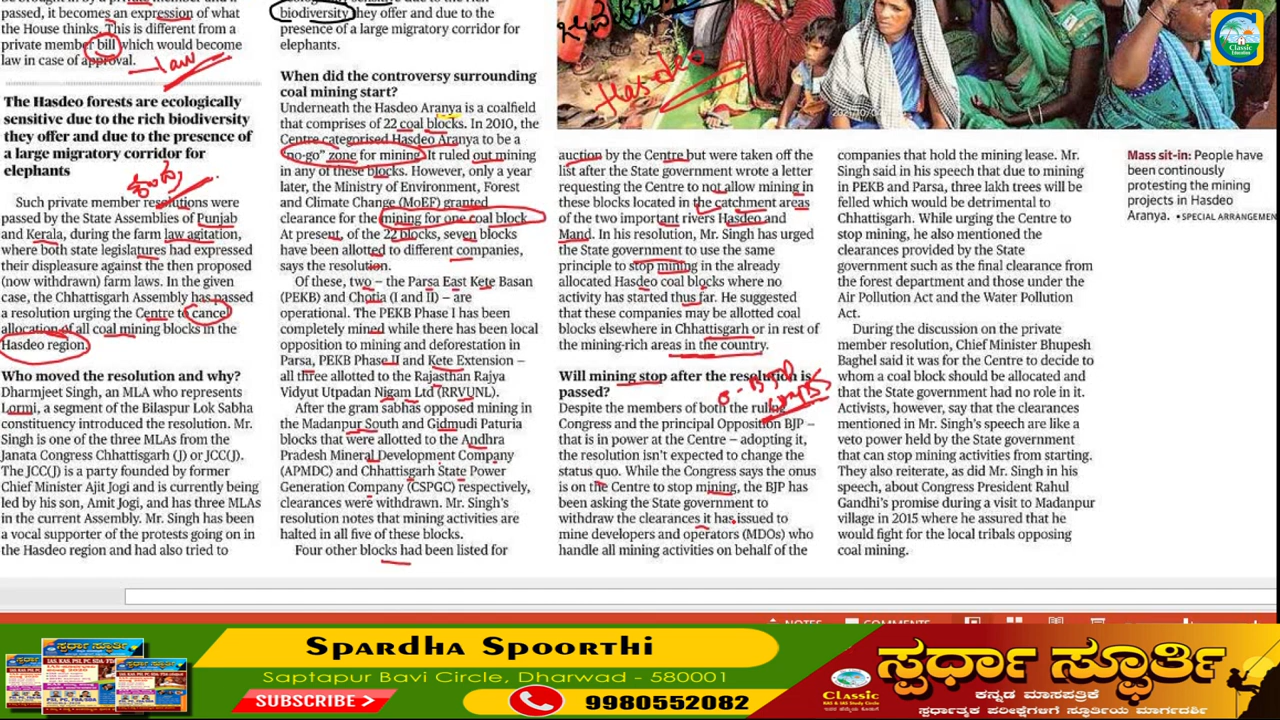 passed, it becomes an expression of what
the House thinks. This is different from a
private member bill which would become
law in case of approval.
law
The Hasdeo forests are ecologically
sensitive due to the rich biodiversity
they offer and due to the presence of
a large migratory corridor for
elephants
Such private member resolutions were
passed by the State Assemblies of Punjab
and Kerala, during the farm law agitation,
where both state legislatures had expressed
their displeasure against the then proposed
(now withdrawn) farm laws. In the given
case, the Chhattisgarh Assembly has passed
a resolution urging the Centre to cancel
allocation of all coal mining blocks in the
Hasdeo region.
Who moved the resolution and why?
Dharmjeet Singh, an MLA who represents
Lormi, a segment of the Bilaspur Lok Sabha
constituency introduced the resolution. Mr.
Singh is one of the three MLAs from the
Janata Congress Chhattisgarh (J) or JCC(J).
The JCC(J) is a party founded by former
Chief Minister Ajit Jogi and is currently being
led by his son, Amit Jogi, and has three MLAs
in the current Assembly. Mr. Singh has been
a vocal supporter of the protests going on in
the Hasdeo region and had also tried to
biodiversity they offer and due to the
presence of a large migratory corridor for
elephants.
When did the controversy surrounding
coal mining start?
Underneath the Hasdeo Aranya is a coalfield
that comprises of 22 coal blocks. In 2010, the
Centre categorised Hasdeo Aranya to be a
"no-go" zone for mining. It ruled out mining
in any of these blocks. However, only a year
later, the Ministry of Environment, Forest
and Climate Change (MoEF) granted
clearance for the mining for one coal block
At present, of the 22 blocks, seven blocks
have been allotted to different companies,
says the resolution.
Of these, two – the Parsa East Kete Basan
(PEKB) and Chotia (I and II) – are
operational. The PEKB Phase I has been
completely mined while there has been local
opposition to mining and deforestation in
Parsa, PEKB Phase II and Kete Extension –
all three allotted to the Rajasthan Rajya
Vidyut Utpadan Nigam Ltd (RRVUNL).
After the gram sabhas opposed mining in
the Madanpur South and Gidmudi Paturia
blocks that were allotted to the Andhra
Pradesh Mineral Development Company
(APMDC) and Chhattisgarh State Power
Generation Company (CSPGC) respectively,
clearances were withdrawn. Mr. Singh's
resolution notes that mining activities are
halted in all five of these blocks.
Four other blocks had been listed for
Hasdeo
auction by the Centre but were taken off the
list after the State government wrote a letter
requesting the Centre to not allow mining in
these blocks located in the catchment areas
of the two important rivers Hasdeo and
Mand. In his resolution, Mr. Singh has urged
the State government to use the same
principle to stop mining in the already
allocated Hasdeo coal blocks where no
activity has started thus far. He suggested
that these companies may be allotted coal
blocks elsewhere in Chhattisgarh or in rest of
the mining-rich areas in the country.
Will mining stop after the resolution is
passed?
Despite the members of both the ruling
Congress and the principal Opposition BJP –
that is in power at the Centre – adopting it,
the resolution isn't expected to change the
status quo. While the Congress says the onus
is on the Centre to stop mining, the BJP has
been asking the State government to
withdraw the clearances it has issued to
mine developers and operators (MDOs) who
handle all mining activities on behalf of the
companies that hold the mining lease. Mr.
Singh said in his speech that due to mining
in PEKB and Parsa, three lakh trees will be
felled which would be detrimental to
Chhattisgarh. While urging the Centre to
stop mining, he also mentioned the
clearances provided by the State
government such as the final clearance from
the forest department and those under the
Air Pollution Act and the Water Pollution
Act.
During the discussion on the private
member resolution, Chief Minister Bhupesh
Baghel said it was for the Centre to decide to
whom a coal block should be allocated and
that the State government had no role in it.
Activists, however, say that the clearances
mentioned in Mr. Singh's speech are like a
veto power held by the State government
that can stop mining activities from starting.
They also reiterate, as did Mr. Singh in his
speech, about Congress President Rahul
Gandhi's promise during a visit to Madanpur
village in 2015 where he assured that he
would fight for the local tribals opposing
coal mining.
Mass sit-in: People have
been continously
protesting the mining
projects in Hasdeo
Aranya. • SPECIAL ARRANGEMEN
Classic
Education
NOTES
COMMENTS
Spardha Spoorthi
Saptapur Bavi Circle, Dharwad - 580001
SUBSCRIBE
9980552082
Classic
ಸ್ಪರ್ಧಾ ಸ್ಫೂರ್ತಿ
ಕನ್ನಡ ಮಾಸಪತ್ರಿಕೆ
ಸ್ಪರ್ಧಾತ್ಮಕ ಪರೀಕ್ಷೆಗಳಿಗೆ ಸ್ಫೂರ್ತಿಯ ಮಾರ್ಗದರ್ಶಿ